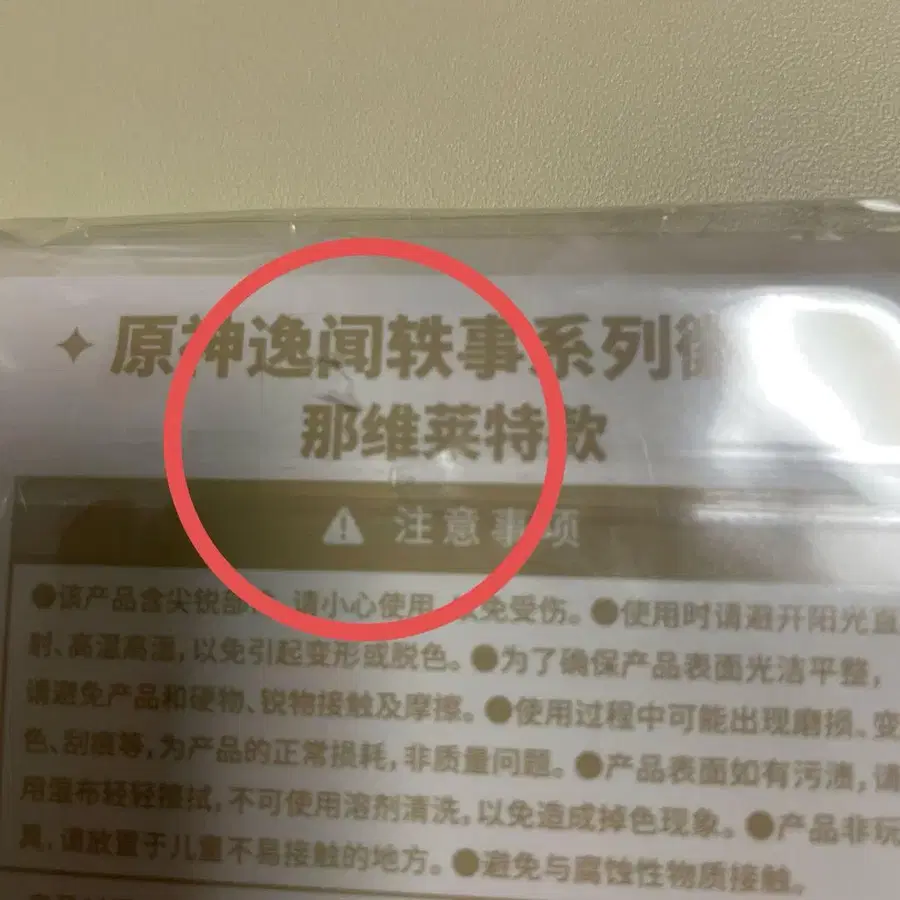 ✦ 原神逸闻轶事系列徽
那维莱特款
⚠ 注意事项
●该产品含尖锐部件,请小心使用,以免受伤。●使用时请避开阳光直
射、高温高湿,以免引起变形或脱色。●为了确保产品表面光洁平整,
请避免产品和硬物、锐物接触及摩擦。●使用过程中可能出现磨损、变
色、刮痕等,为产品的正常损耗,非质量问题。●产品表面如有污渍,请
用湿布轻轻擦拭,不可使用溶剂清洗,以免造成掉色现象。●产品非玩
具,请放置于儿童不易接触的地方。●避免与腐蚀性物质接触。